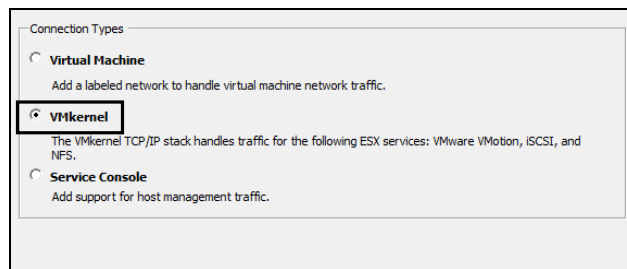 Connection Types
Virtual Machine
Add a labeled network to handle virtual machine network traffic.
VMkernel
The VMkernel TCP/IP stack handles traffic for the following ESX services: VMware VMotion, iSCSI, and
NFS.
Service Console
Add support for host management traffic.